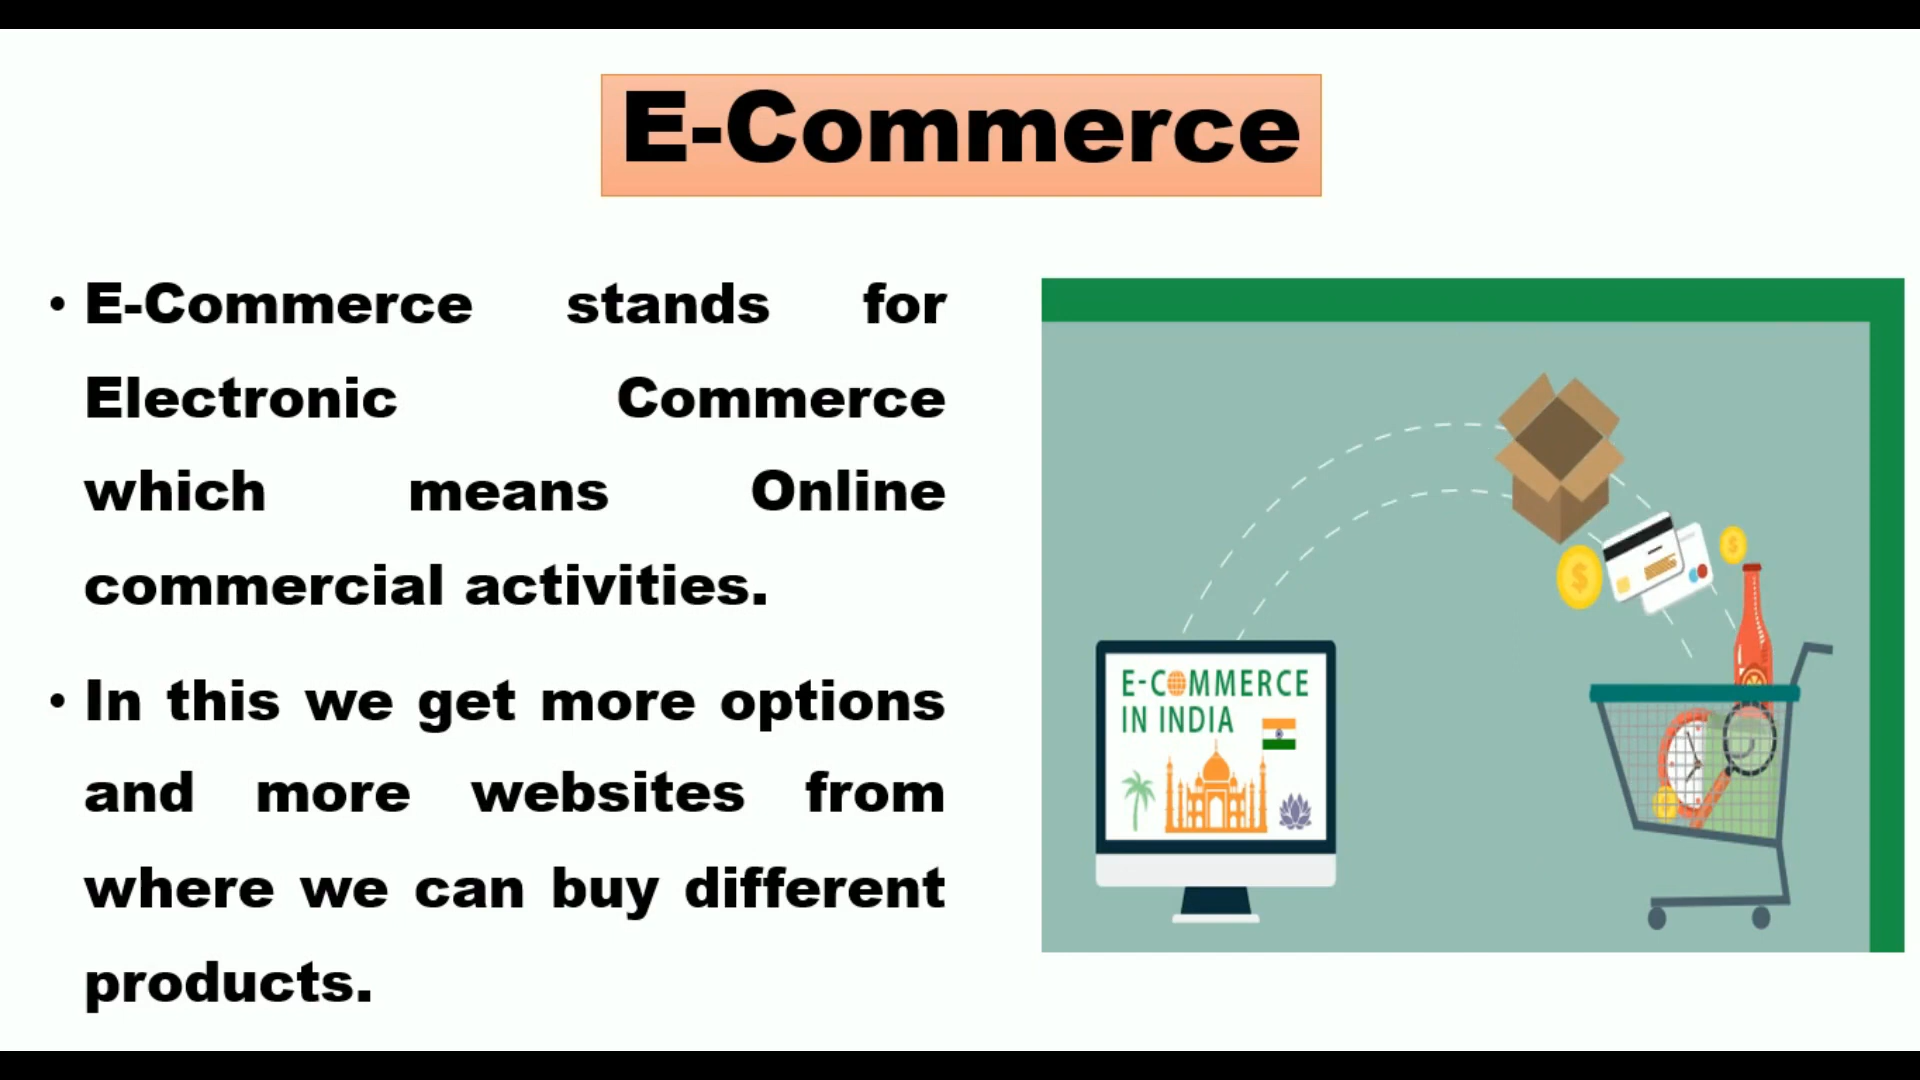 E-Commerce
• E-Commerce stands for
Electronic Commerce
which means Online
commercial activities.
• In this we get more options
and more websites from
where we can buy different
products.
E-COMMERCE
IN INDIA